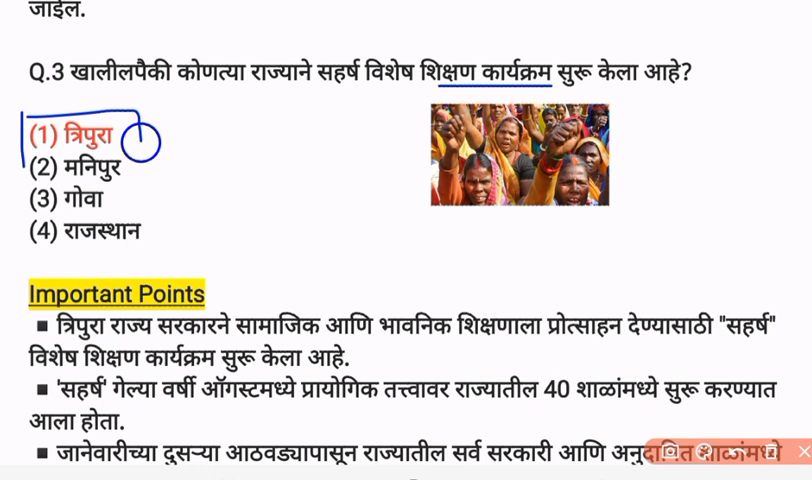 जाईल.
Q.3 खालीलपैकी कोणत्या राज्याने सहर्ष विशेष शिक्षण कार्यक्रम सुरू केला आहे?
(1) त्रिपुरा
(2) मनिपुर
(3) गोवा
(4) राजस्थान
Important Points
▪ त्रिपुरा राज्य सरकारने सामाजिक आणि भावनिक शिक्षणाला प्रोत्साहन देण्यासाठी "सहर्ष"
विशेष शिक्षण कार्यक्रम सुरू केला आहे.
▪ 'सहर्ष' गेल्या वर्षी ऑगस्टमध्ये प्रायोगिक तत्त्वावर राज्यातील 40 शाळांमध्ये सुरू करण्यात
आला होता.
▪ जानेवारीच्या दुसऱ्या आठवड्यापासून राज्यातील सर्व सरकारी आणि अनुदानित शाळांमध्ये